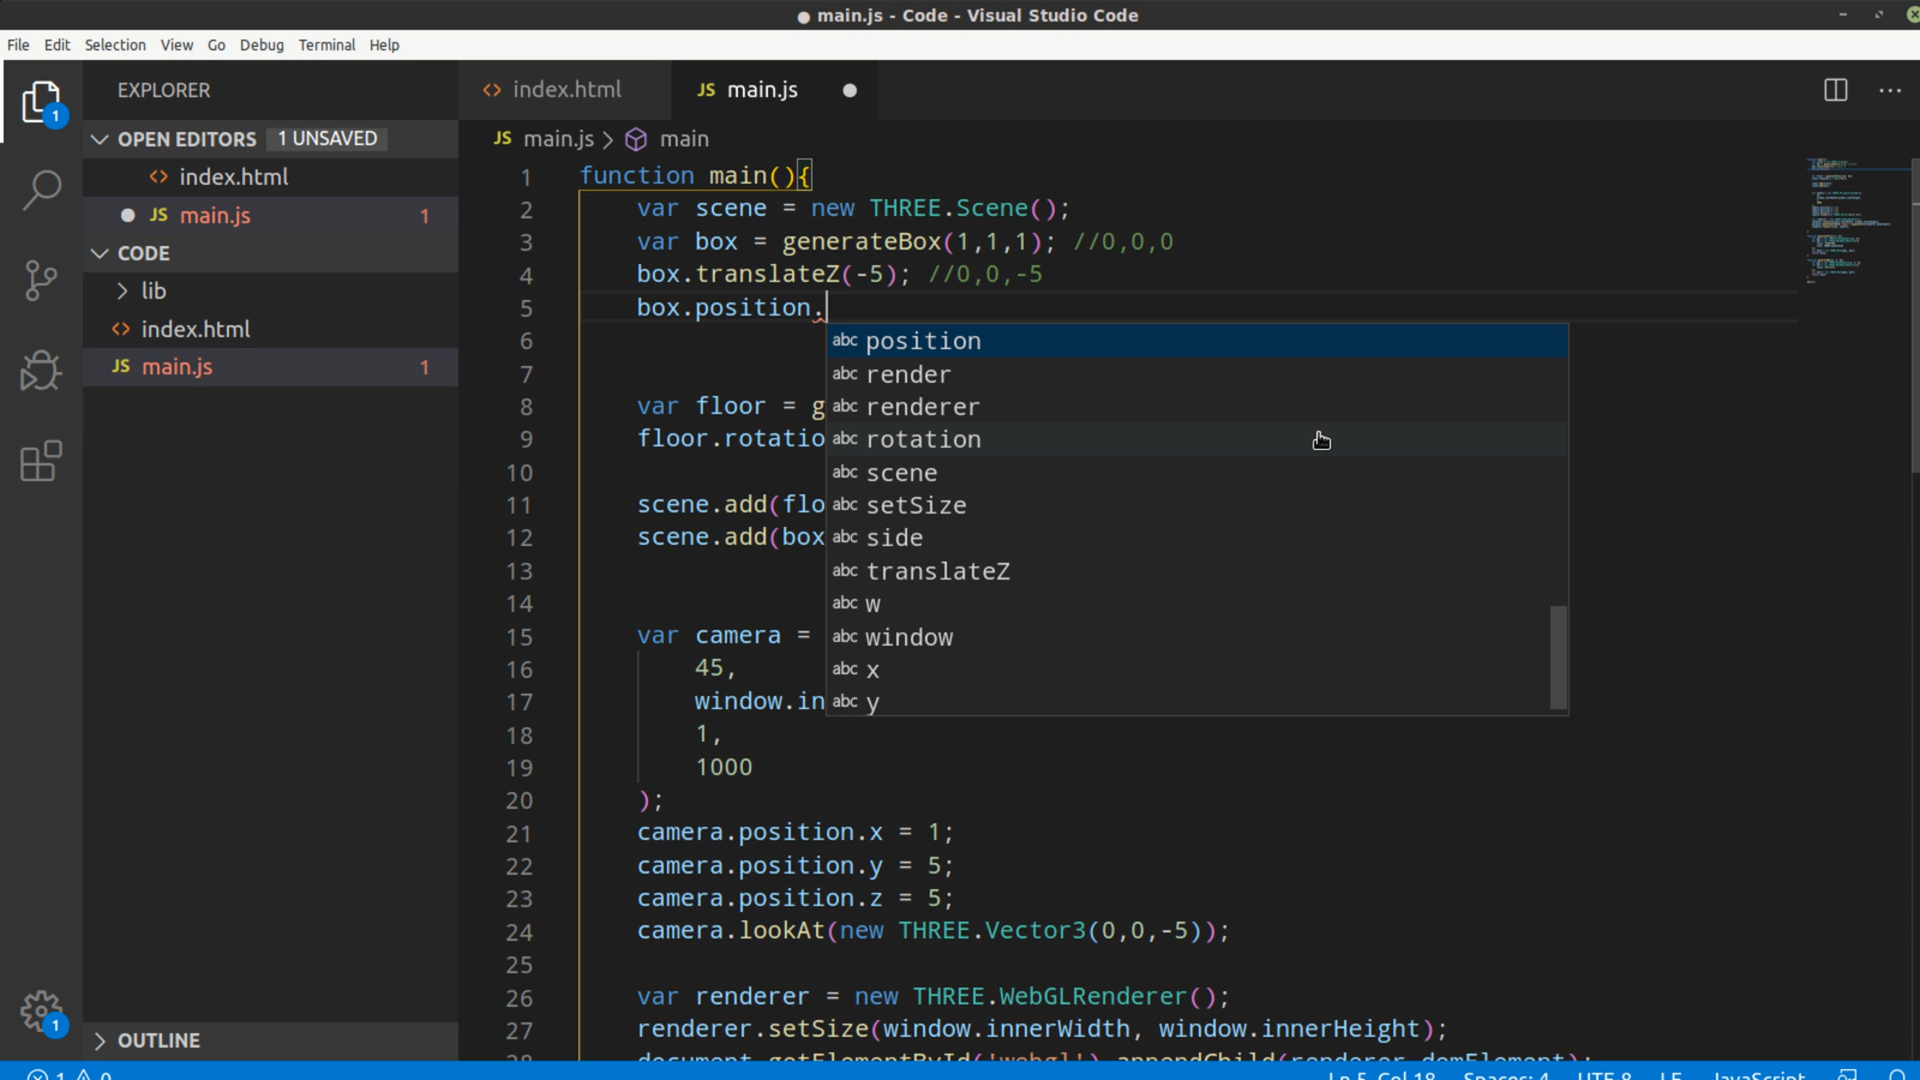 main.js - Code - Visual Studio Code
File Edit Selection View Go Debug Terminal Help
EXPLORER
OPEN EDITORS 1 UNSAVED
index.html
JS main.js 1
CODE
lib
index.html
JS main.js 1
OUTLINE
1
1
index.html JS main.js
JS main.js > main
1 function main(){
2 var scene = new THREE.Scene();
3 var box = generateBox(1,1,1); //0,0,0
4 box.translateZ(-5); //0,0,-5
5 box.position.
6
7
8 var floor = g
9 floor.rotatio
10
11 scene.add(flo
12 scene.add(box
13
14
15 var camera =
16 45,
17 window.in
18 1,
19 1000
20 );
21 camera.position.x = 1;
22 camera.position.y = 5;
23 camera.position.z = 5;
24 camera.lookAt(new THREE.Vector3(0,0,-5));
25
26 var renderer = new THREE.WebGLRenderer();
27 renderer.setSize(window.innerWidth, window.innerHeight);
28 document.getElementById('webgl').appendChild(renderer.domElement);
abc position
abc render
abc renderer
abc rotation
abc scene
abc setSize
abc side
abc translateZ
abc w
abc window
abc x
abc y
1 0 Ln 5, Col 18 Spaces: 4 UTF-8 LF JavaScript